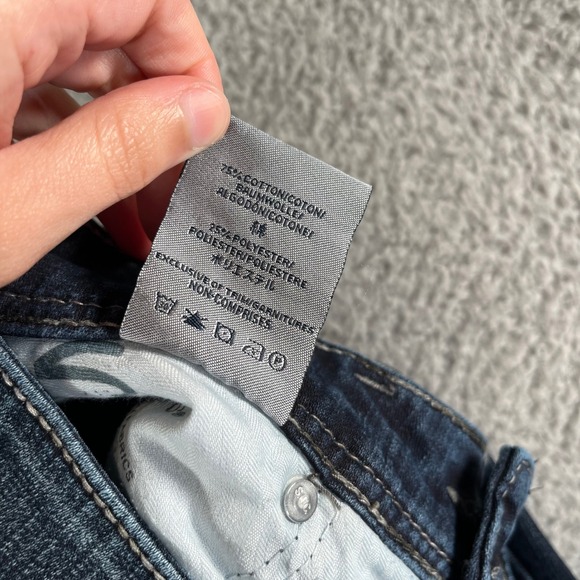 75% COTTON/COTON/
BAUMWOLLE/
ALGODÓN/COTONE/
綿
25% POLYESTER/
POLIESTER/POLIESTERE
ポリエステル
EXCLUSIVE OF TRIM/GARNITURES
NON-COMPRISES
P